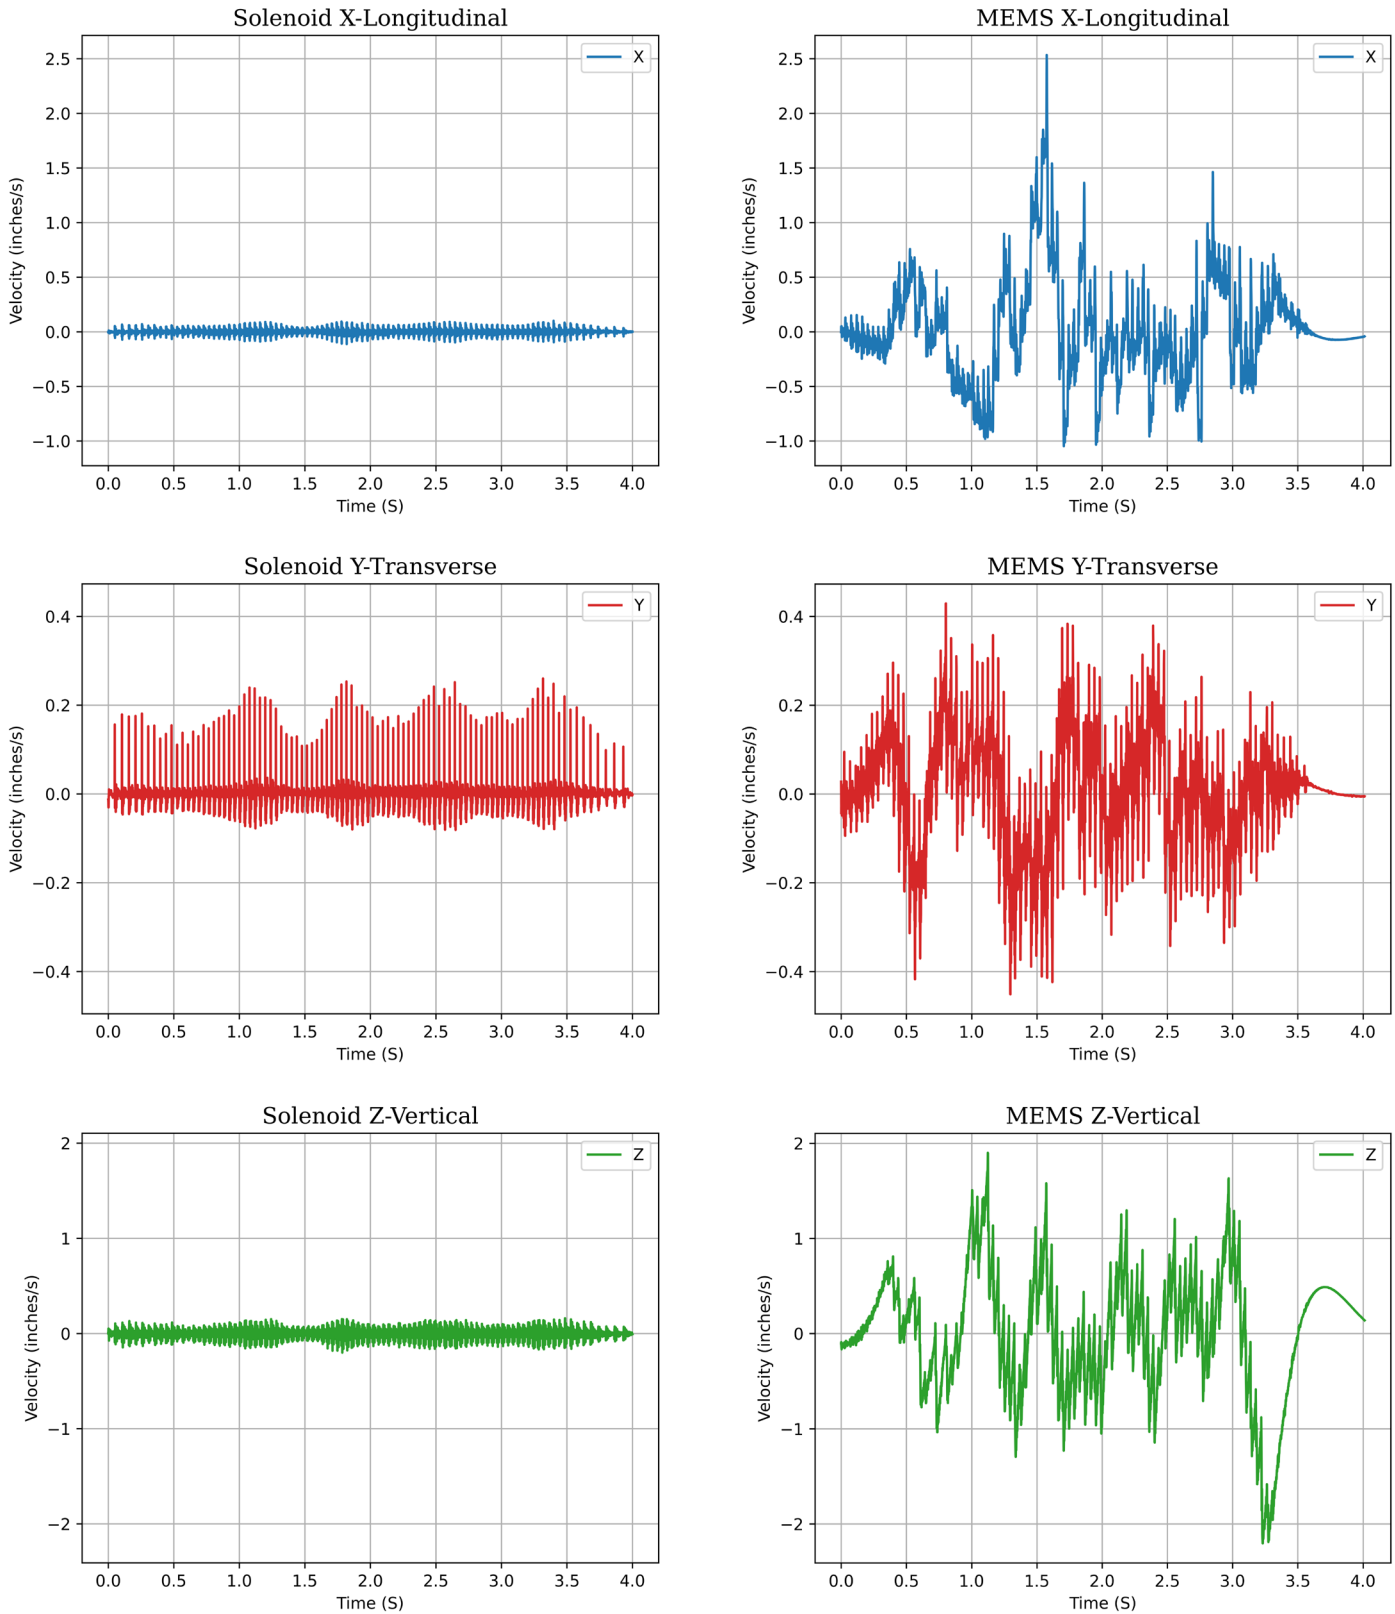 Solenoid X-Longitudinal
X
2.5
2.0
1.5
1.0
0.5
0.0
−0.5
−1.0
Velocity (inches/s)
0.0 0.5 1.0 1.5 2.0 2.5 3.0 3.5 4.0
Time (S)
MEMS X-Longitudinal
X
2.5
2.0
1.5
1.0
0.5
0.0
−0.5
−1.0
Velocity (inches/s)
0.0 0.5 1.0 1.5 2.0 2.5 3.0 3.5 4.0
Time (S)
Solenoid Y-Transverse
Y
0.4
0.2
0.0
−0.2
−0.4
Velocity (inches/s)
0.0 0.5 1.0 1.5 2.0 2.5 3.0 3.5 4.0
Time (S)
MEMS Y-Transverse
Y
0.4
0.2
0.0
−0.2
−0.4
Velocity (inches/s)
0.0 0.5 1.0 1.5 2.0 2.5 3.0 3.5 4.0
Time (S)
Solenoid Z-Vertical
Z
2
1
0
−1
−2
Velocity (inches/s)
0.0 0.5 1.0 1.5 2.0 2.5 3.0 3.5 4.0
Time (S)
MEMS Z-Vertical
Z
2
1
0
−1
−2
Velocity (inches/s)
0.0 0.5 1.0 1.5 2.0 2.5 3.0 3.5 4.0
Time (S)